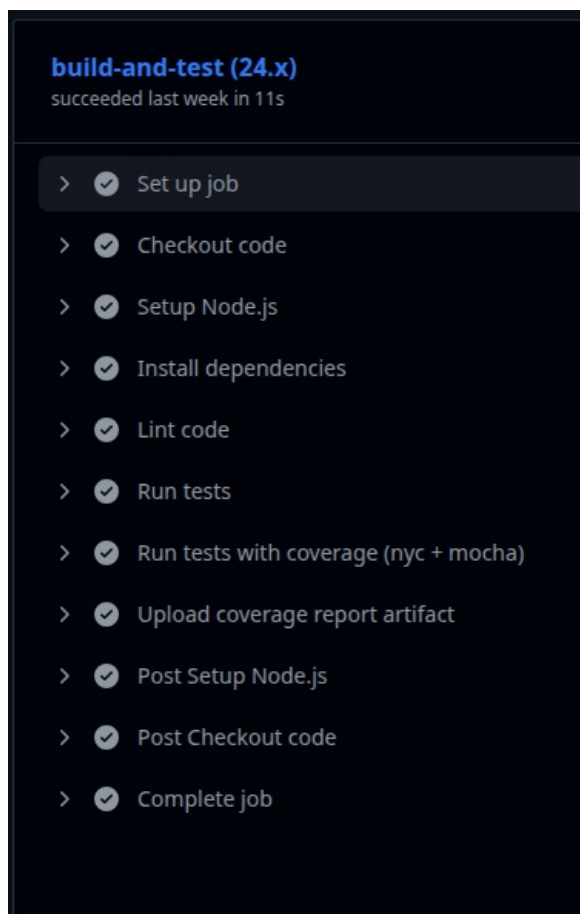 build-and-test (24.x)
succeeded last week in 11s
Set up job
Checkout code
Setup Node.js
Install dependencies
Lint code
Run tests
Run tests with coverage (nyc + mocha)
Upload coverage report artifact
Post Setup Node.js
Post Checkout code
Complete job